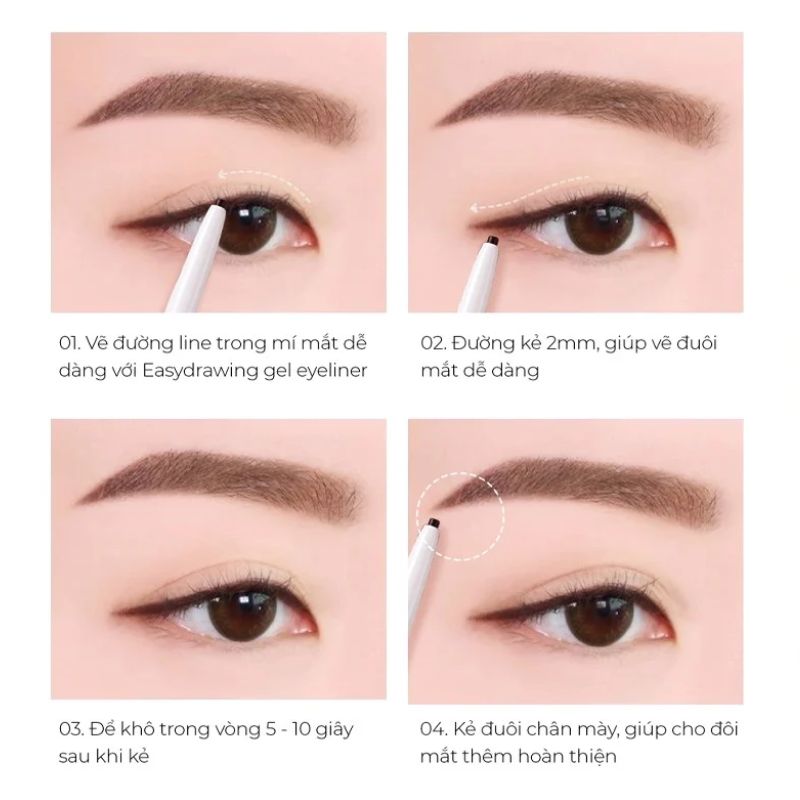 01. Vẽ đường line trong mí mắt dễ
dàng với Easydrawing gel eyeliner
02. Đường kẻ 2mm, giúp vẽ đuôi
mắt dễ dàng
03. Để khô trong vòng 5 - 10 giây
sau khi kẻ
04. Kẻ đuôi chân mày, giúp cho đôi
mắt thêm hoàn thiện